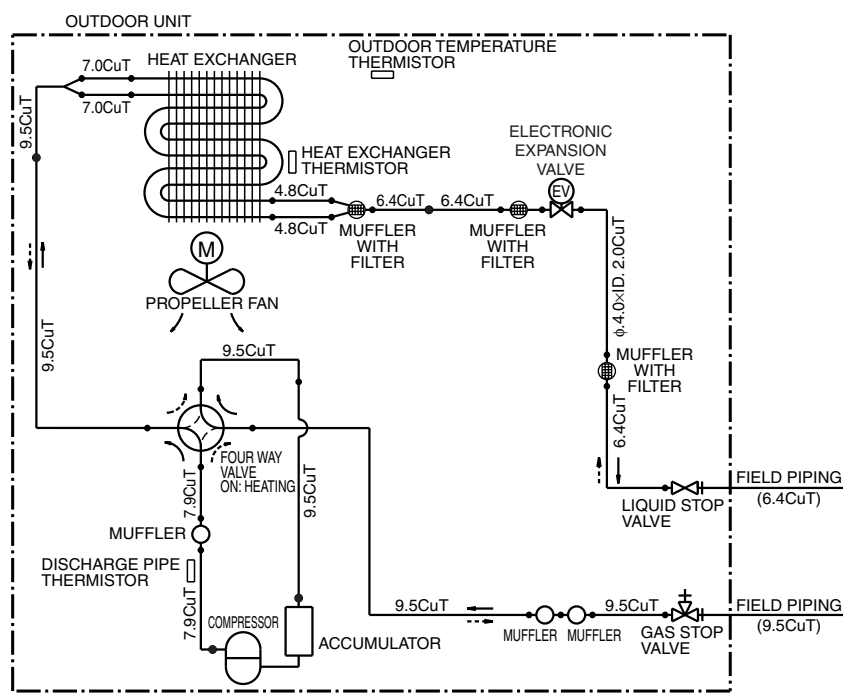 OUTDOOR UNIT
OUTDOOR TEMPERATURE
THERMISTOR
HEAT EXCHANGER
7.0CuT
7.0CuT
9.5CuT
HEAT EXCHANGER
THERMISTOR
ELECTRONIC
EXPANSION
VALVE
EV
4.8CuT
4.8CuT
6.4CuT
6.4CuT
MUFFLER
WITH
FILTER
MUFFLER
WITH
FILTER
M
PROPELLER FAN
ϕ.4.0×ID. 2.0CuT
9.5CuT
9.5CuT
MUFFLER
WITH
FILTER
6.4CuT
FOUR WAY
VALVE
ON: HEATING
7.9CuT
9.5CuT
FIELD PIPING
(6.4CuT)
LIQUID STOP
VALVE
MUFFLER
DISCHARGE PIPE
THERMISTOR
7.9CuT
COMPRESSOR
ACCUMULATOR
9.5CuT
9.5CuT
MUFFLER
MUFFLER
GAS STOP
VALVE
FIELD PIPING
(9.5CuT)